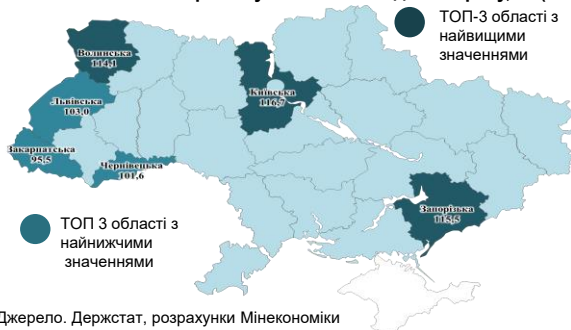 ТОП-3 області з
найвищими
значеннями
Волинська
114,1
Київська
116,7
Львівська
103,0
Закарпатська
95,5
Чернівецька
101,6
Запорізька
115,5
ТОП 3 області з
найнижчими
значеннями
Джерело. Держстат, розрахунки Мінекономіки